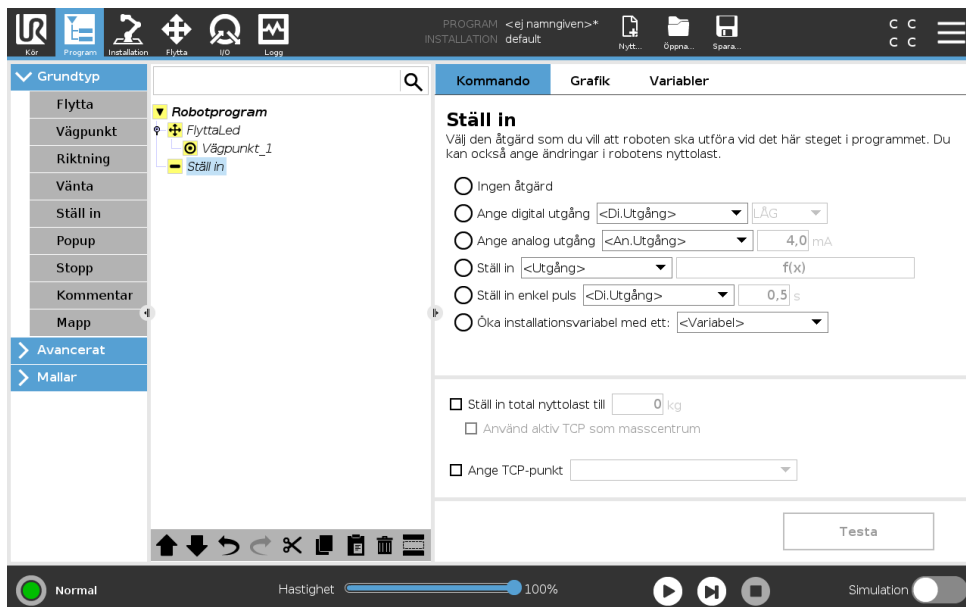 PROGRAM <ej namngiven>*
INSTALLATION default
Kör
Program
Installation
Flytta
I/O
Logg
Nytt...
Öppna...
Spara...
C C
C C
Grundtyp
Flytta
Vägpunkt
Riktning
Vänta
Ställ in
Popup
Stopp
Kommentar
Mapp
Avancerat
Mallar
Robotprogram
FlyttaLed
Vägpunkt_1
Ställ in
Kommando
Grafik
Variabler
Ställ in
Välj den åtgärd som du vill att roboten ska utföra vid det här steget i programmet. Du
kan också ange ändringar i robotens nyttolast.
Ingen åtgärd
Ange digital utgång <Di.Utgång> LÅG
Ange analog utgång <An.Utgång> 4,0 mA
Ställ in <Utgång> f(x)
Ställ in enkel puls <Di.Utgång> 0,5 s
Öka installationsvariabel med ett: <Variabel>
Ställ in total nyttolast till 0 kg
Använd aktiv TCP som masscentrum
Ange TCP-punkt
Testa
Normal
Hastighet 100%
Simulation